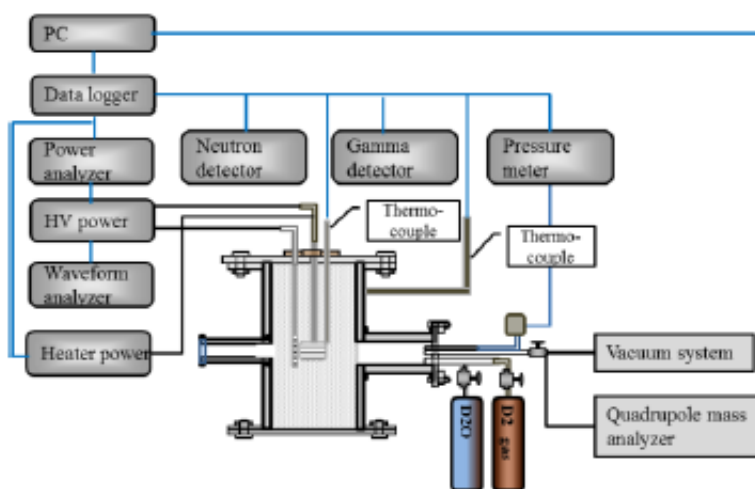 PC
Data logger
Power
analyzer
Neutron
detector
Gamma
detector
Pressure
meter
HV power
Thermo-
couple
Thermo-
couple
Waveform
analyzer
Heater power
Vacuum system
D2O
D2 gas
Quadrupole mass
analyzer